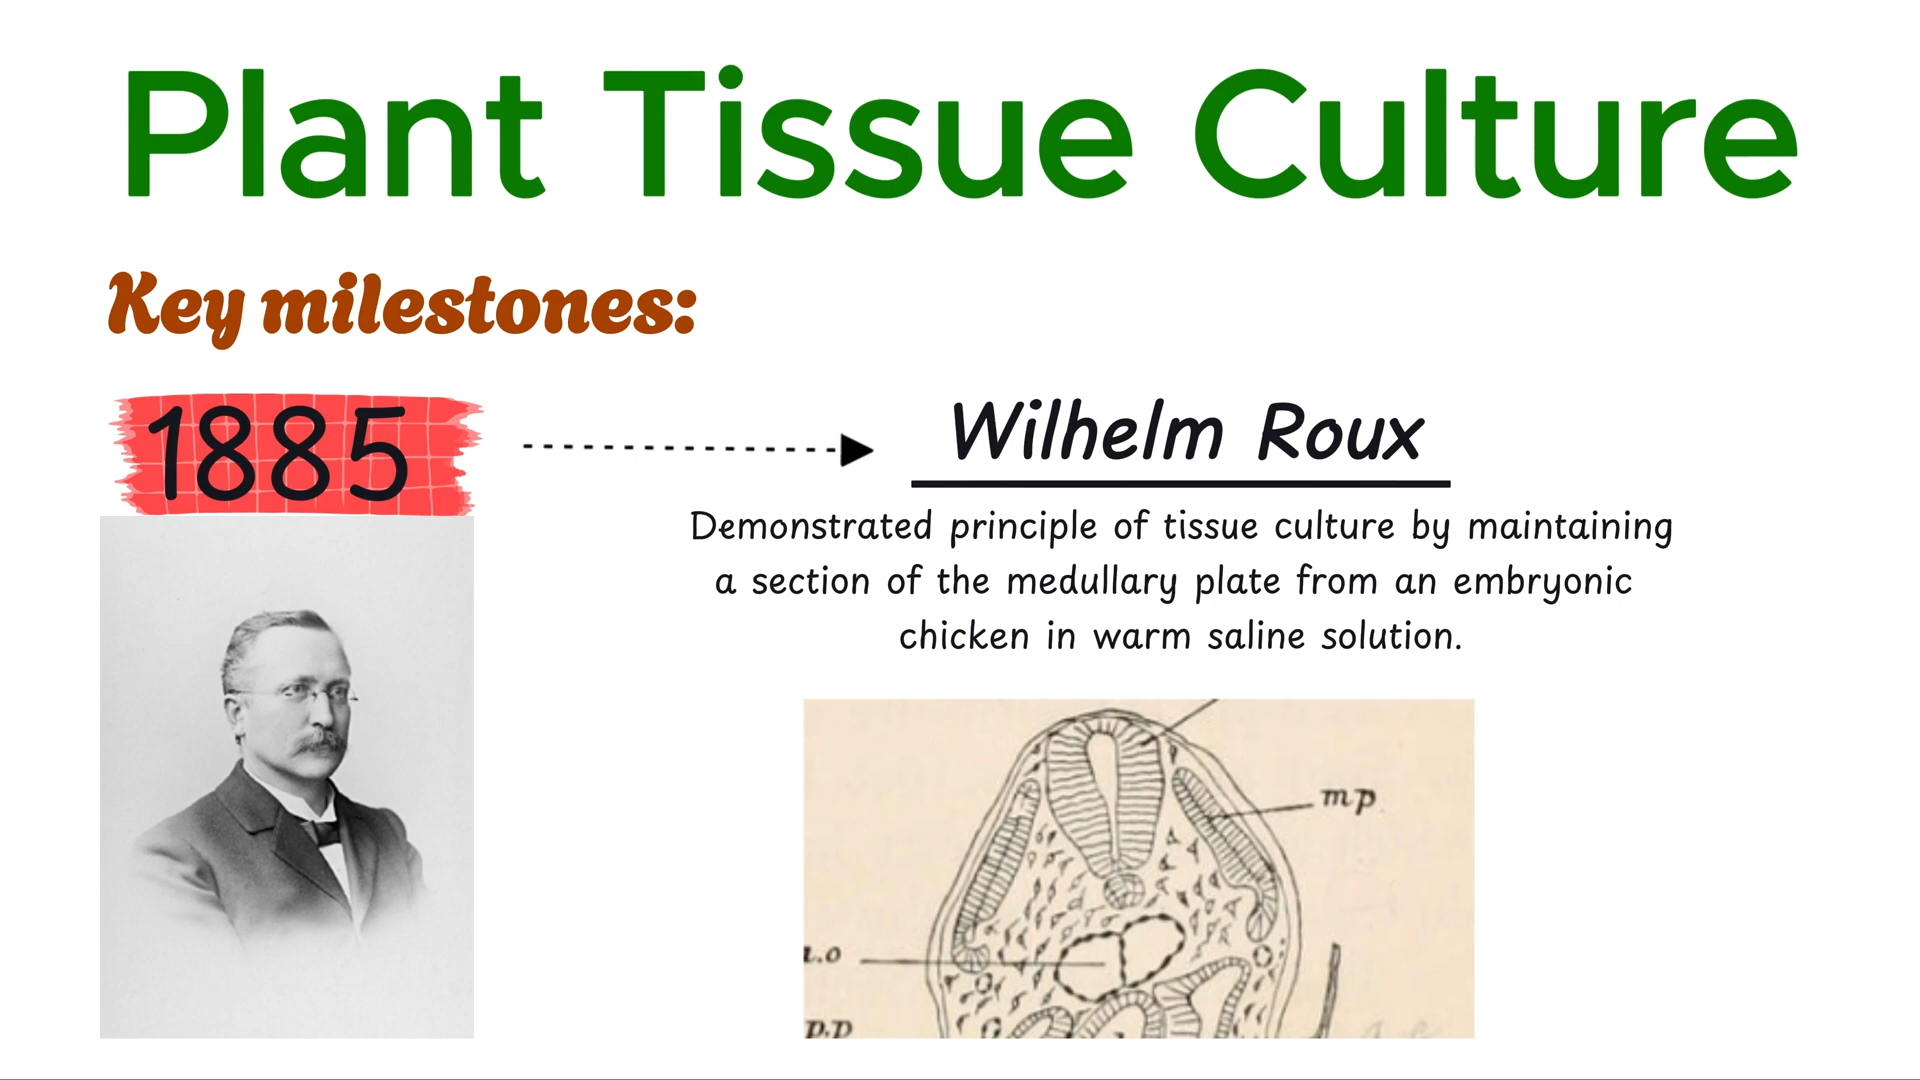 Plant Tissue Culture
Key milestones:
1885
Wilhelm Roux
Demonstrated principle of tissue culture by maintaining
a section of the medullary plate from an embryonic
chicken in warm saline solution.
mp
.o
p.p